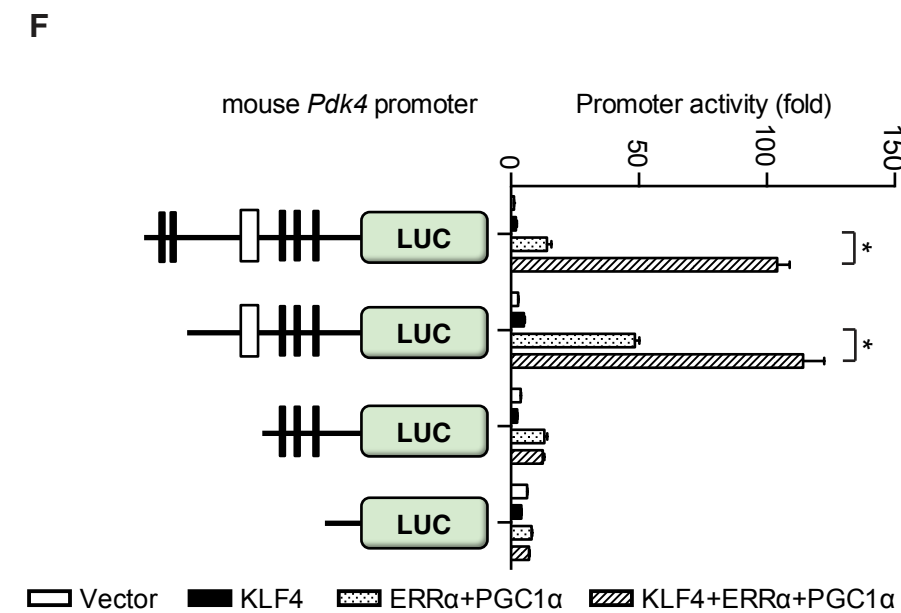 F
mouse Pdk4 promoter
Promoter activity (fold)
0 50 100 150
LUC
*
LUC
*
LUC
LUC
Vector KLF4 ERRα+PGC1α KLF4+ERRα+PGC1α